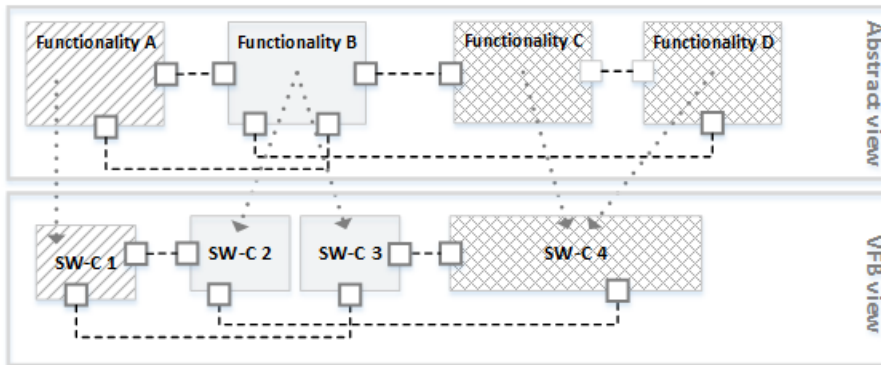 Functionality A
Functionality B
Functionality C
Functionality D
Abstract view
SW-C 1
SW-C 2
SW-C 3
SW-C 4
VFB view